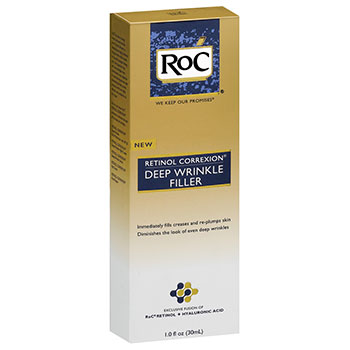 RoC®
WE KEEP OUR PROMISES®
NEW
RETINOL CORREXION®
DEEP WRINKLE
FILLER
Immediately fills creases and re-plumps skin
Diminishes the look of even deep wrinkles
EXCLUSIVE FUSION OF
RoC® RETINOL + HYALURONIC ACID
1.0 fl oz (30mL)